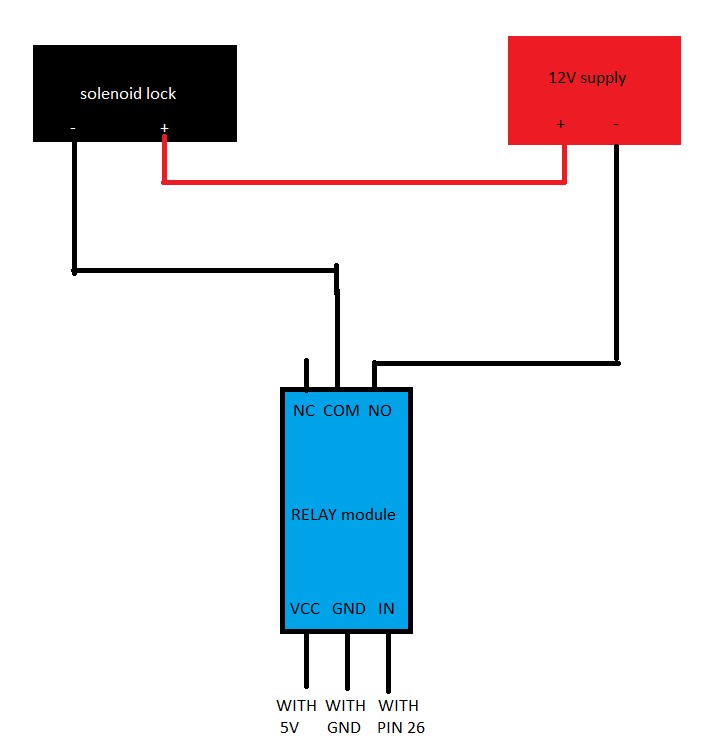 solenoid lock
- +
12V supply
+ -
NC COM NO
RELAY module
VCC GND IN
WITH WITH WITH
5V GND PIN 26